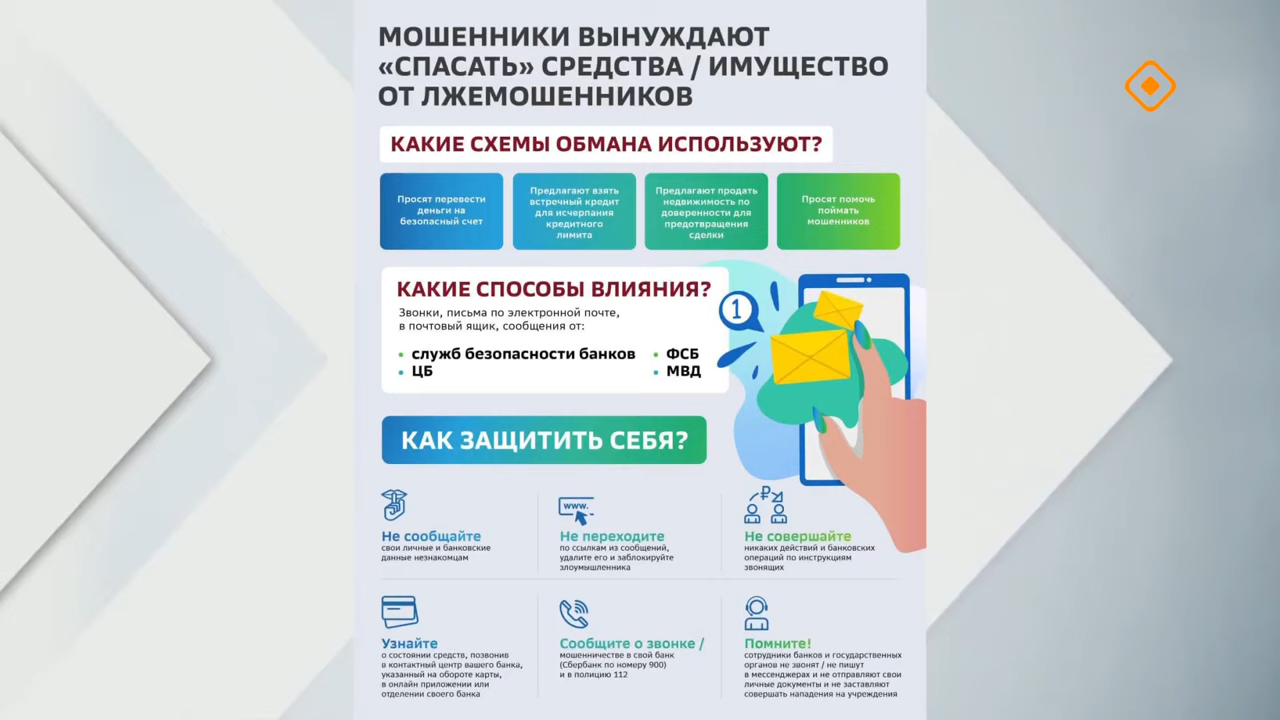 МОШЕННИКИ ВЫНУЖДАЮТ
«СПАСАТЬ» СРЕДСТВА / ИМУЩЕСТВО
ОТ ЛЖЕМОШЕННИКОВ
КАКИЕ СХЕМЫ ОБМАНА ИСПОЛЬЗУЮТ?
Просят перевести
деньги на
безопасный счет
Предлагают взять
встречный кредит
для исчерпания
кредитного
лимита
Предлагают продать
недвижимость по
доверенности для
предотвращения
сделки
Просят помочь
поймать
мошенников
КАКИЕ СПОСОБЫ ВЛИЯНИЯ?
Звонки, письма по электронной почте,
в почтовый ящик, сообщения от:
• служб безопасности банков
• ЦБ
• ФСБ
• МВД
1
КАК ЗАЩИТИТЬ СЕБЯ?
Не сообщайте
свои личные и банковские
данные незнакомцам
www.
Не переходите
по ссылкам из сообщений,
удалите его и заблокируйте
злоумышленника
₽
Не совершайте
никаких действий и банковских
операций по инструкциям
звонящих
Узнайте
о состоянии средств, позвонив
в контактный центр вашего банка,
указанный на обороте карты,
в онлайн приложении или
отделении своего банка
Сообщите о звонке /
мошенничестве в свой банк
(Сбербанк по номеру 900)
и в полицию 112
Помните!
сотрудники банков и государственных
органов не звонят / не пишут
в мессенджерах и не отправляют свои
личные документы и не заставляют
совершать нападения на учреждения